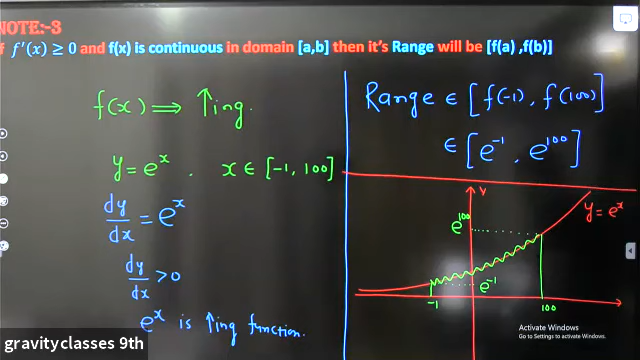 NOTE:-3
If f'(x) ≥ 0 and f(x) is continuous in domain [a,b] then it's Range will be [f(a) ,f(b)]
f(x) ⟹ ↑ing.
y = e^x . x ∈ [-1, 100]
dy/dx = e^x
dy/dx > 0
e^x is ↑ing function.
Range ∈ [f(-1), f(100)]
∈ [e^-1, e^100]
y
y = e^x
e^100
e^-1
-1
100
Activate Windows
Go to Settings to activate Windows.
gravityclasses 9th